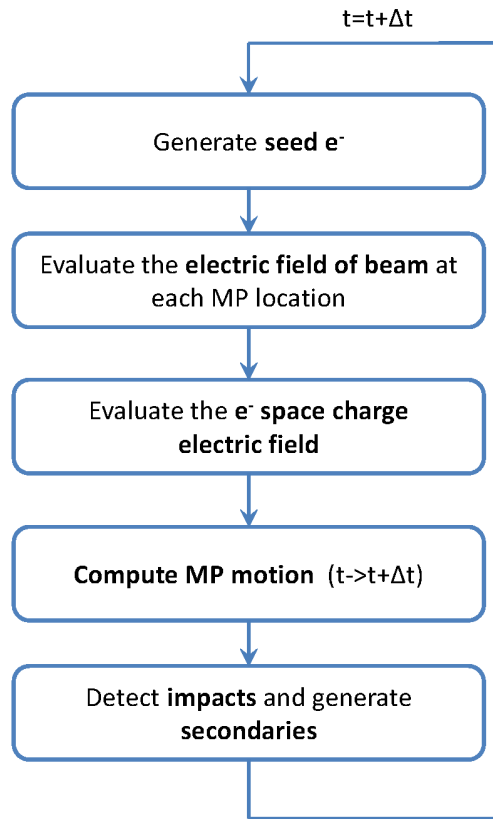 t=t+Δt
Generate seed e⁻
Evaluate the electric field of beam at
each MP location
Evaluate the e⁻ space charge
electric field
Compute MP motion (t->t+Δt)
Detect impacts and generate
secondaries